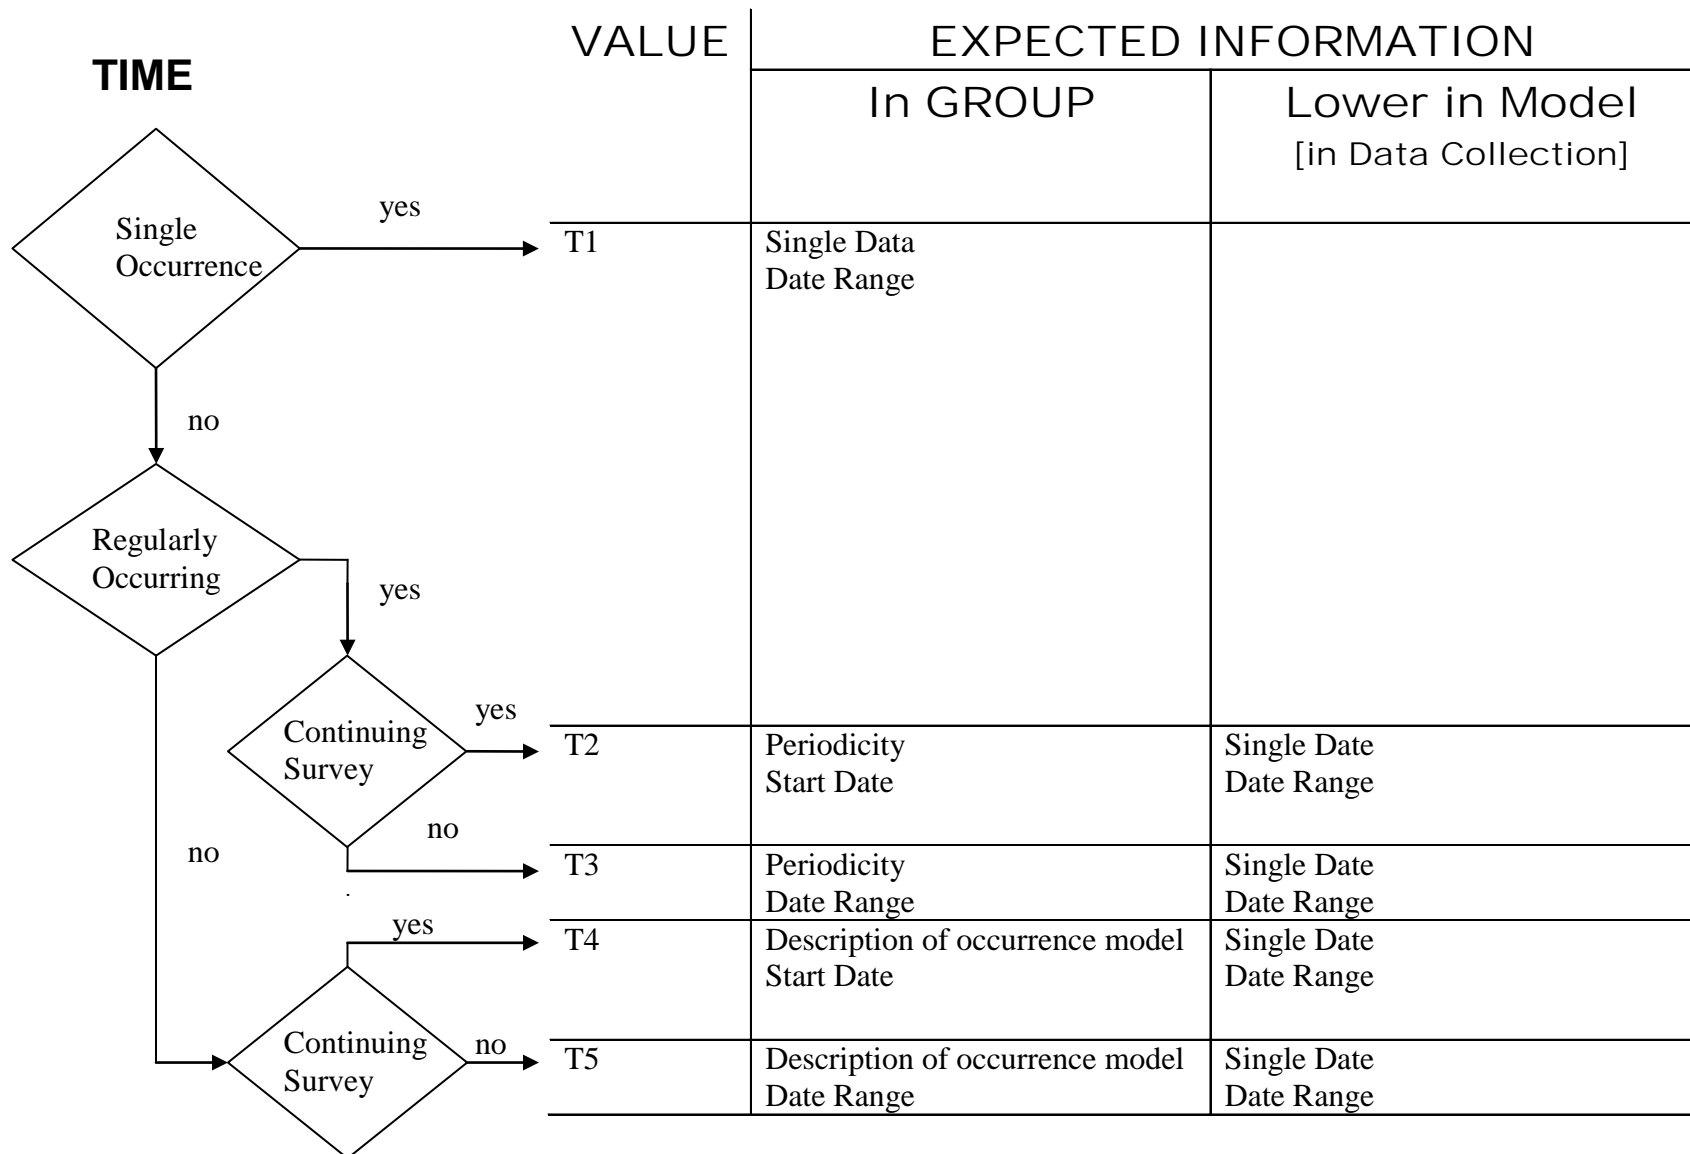 VALUE
EXPECTED INFORMATION
TIME
In GROUP
Lower in Model
[in Data Collection]
Single
Occurrence
yes
T1
Single Data
Date Range
no
Regularly
Occurring
yes
Continuing
Survey
yes
T2
Periodicity
Start Date
Single Date
Date Range
no
no
T3
Periodicity
Date Range
Single Date
Date Range
yes
T4
Description of occurrence model
Start Date
Single Date
Date Range
Continuing
Survey
no
T5
Description of occurrence model
Date Range
Single Date
Date Range